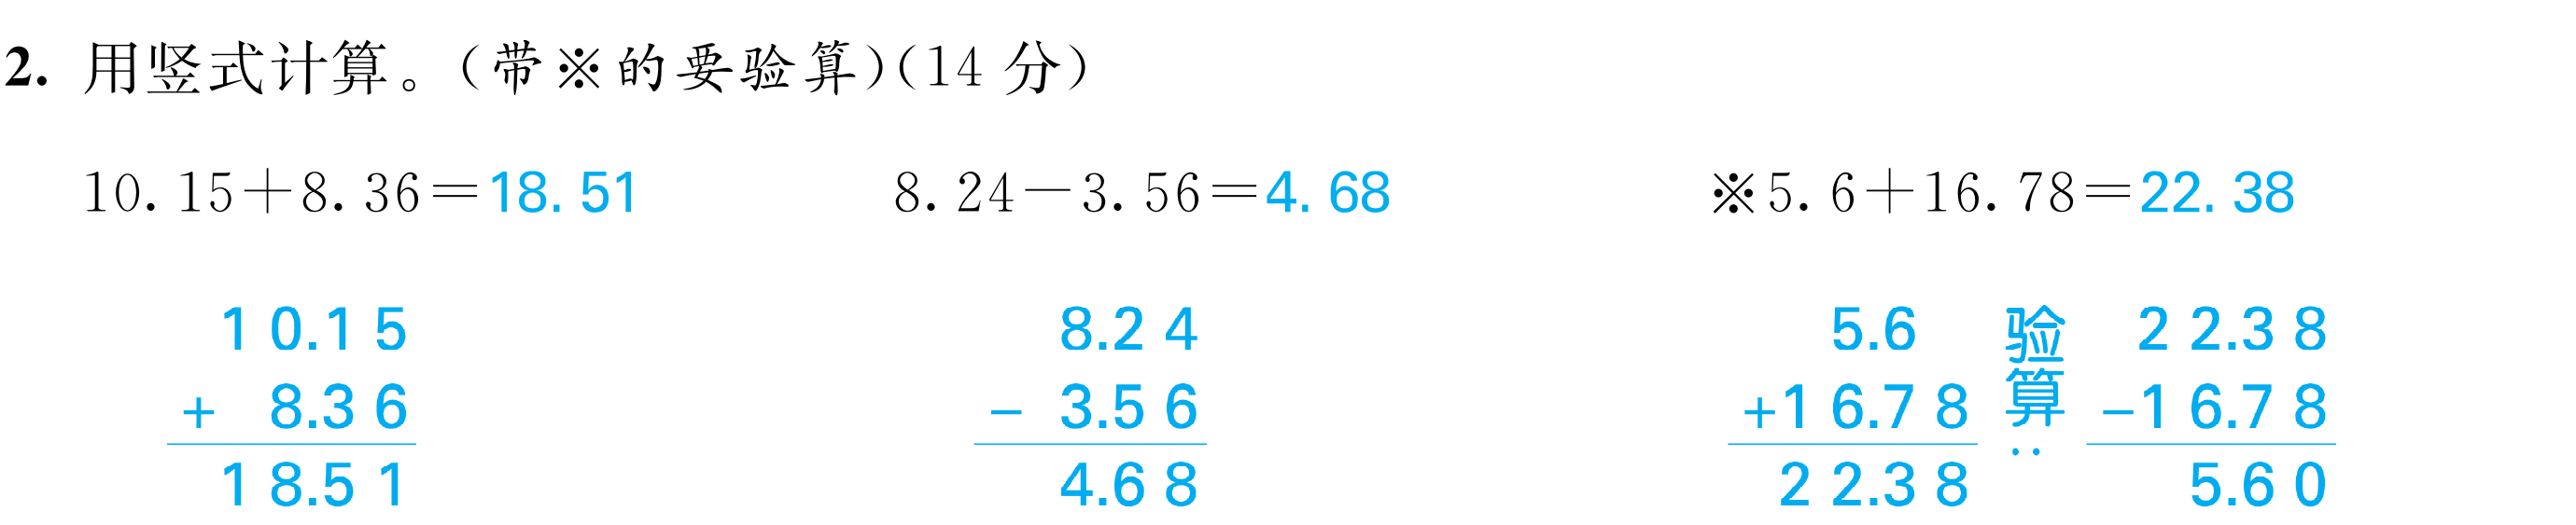 2. 用竖式计算。(带※的要验算)(14 分)
10.15+8.36=18.51 8.24-3.56=4.68 ※5.6+16.78=22.38
10.15 8.24 5.6 验算: 22.38
+ 8.36 - 3.56 +16.78 -16.78
18.51 4.68 22.38 5.60